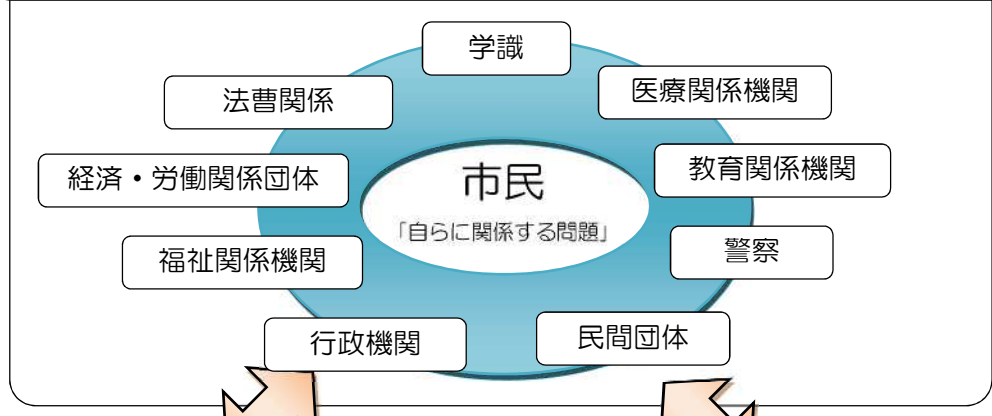 学識
法曹関係
医療関係機関
経済・労働関係団体
市民
「自らに関係する問題」
教育関係機関
福祉関係機関
警察
行政機関
民間団体